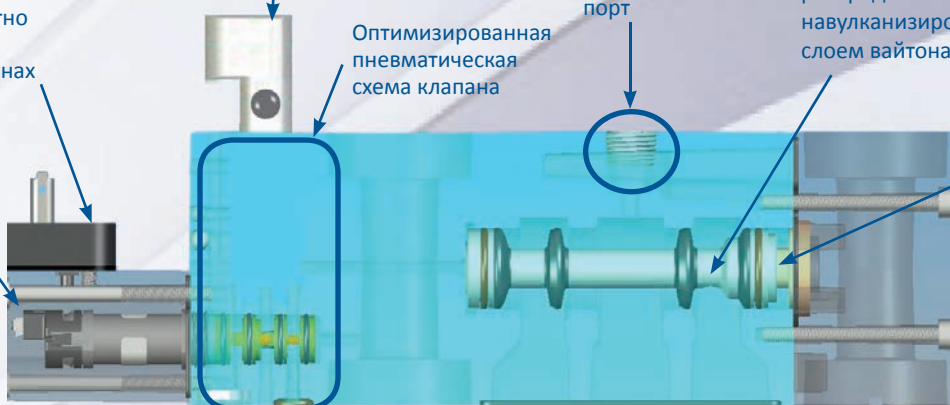 тно
нах
Оптимизированная
пневматическая
схема клапана
порт
навулканизиро
слоем вайтона